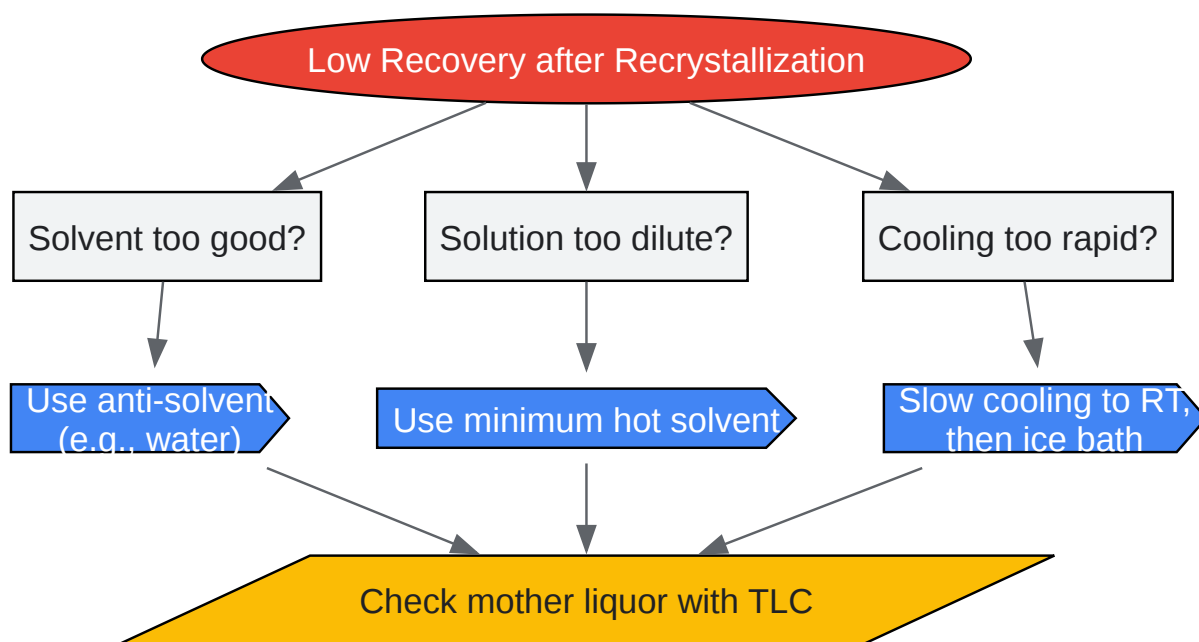 Low Recovery after Recrystallization
Solvent too good?
Solution too dilute?
Cooling too rapid?
Use anti-solvent
(e.g., water)
Use minimum hot solvent
Slow cooling to RT,
then ice bath
Check mother liquor with TLC